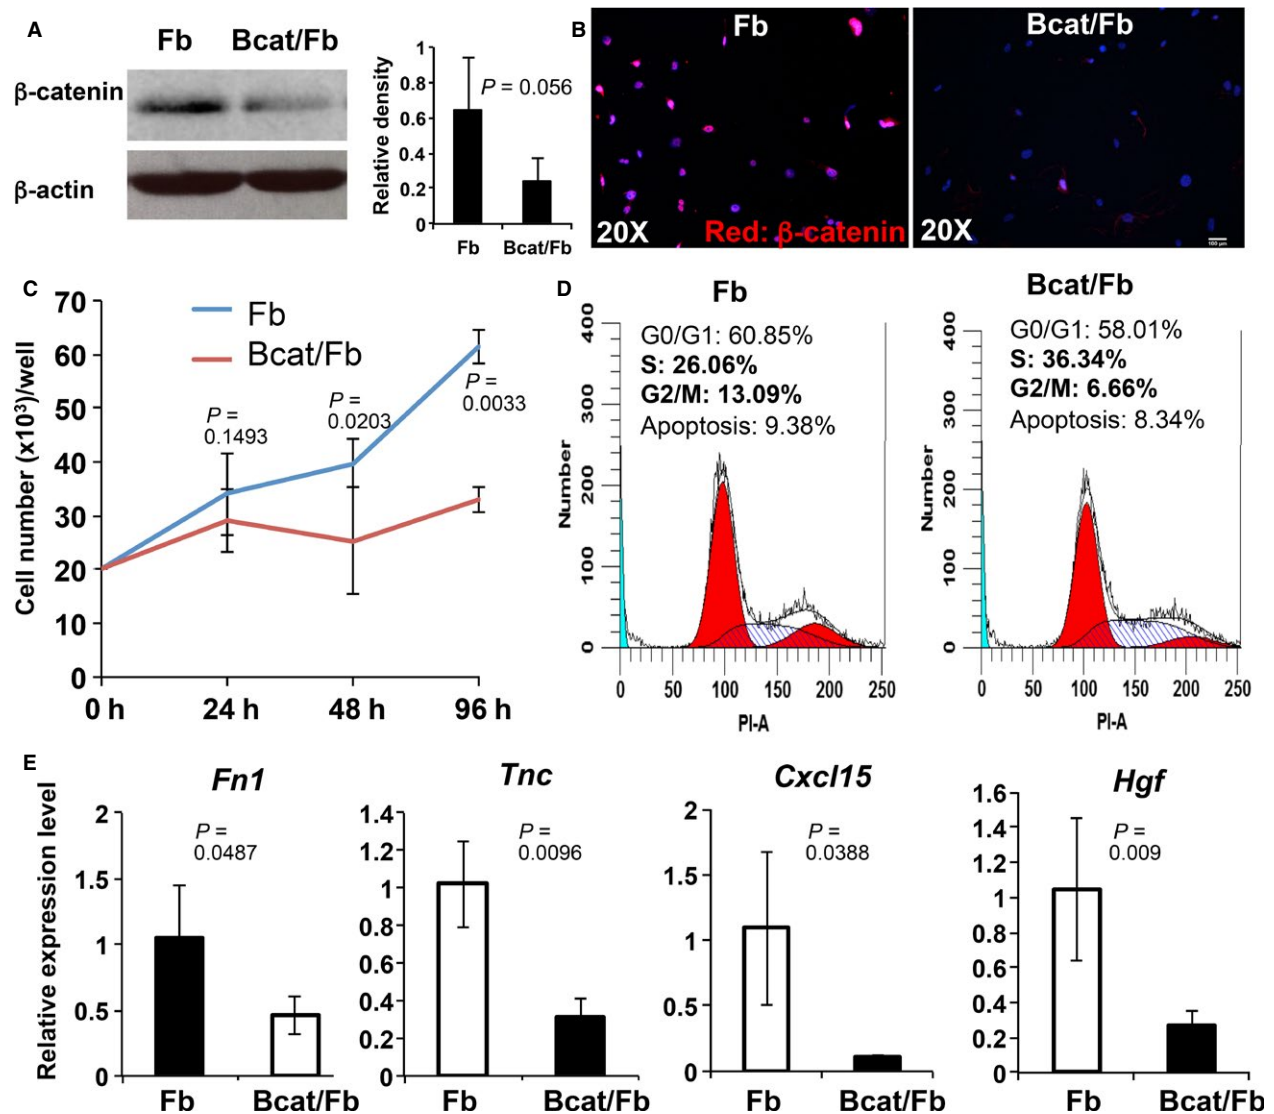 A
Fb Bcat/Fb
β-catenin
β-actin
Relative density
1
0.8
0.6
0.4
0.2
0
P = 0.056
Fb Bcat/Fb
B
Fb
20X
Red: β-catenin
Bcat/Fb
20X
100 μm
C
Cell number (x10³)/well
70
60
50
40
30
20
10
0
Fb
Bcat/Fb
P =
0.1493
P =
0.0203
P =
0.0033
0 h 24 h 48 h 96 h
D
Fb
G0/G1: 60.85%
S: 26.06%
G2/M: 13.09%
Apoptosis: 9.38%
Number
400
300
200
100
0
0 50 100 150 200 250
PI-A
Bcat/Fb
G0/G1: 58.01%
S: 36.34%
G2/M: 6.66%
Apoptosis: 8.34%
Number
400
300
200
100
0
0 50 100 150 200 250
PI-A
E
Relative expression level
Fn1
2
1.5
1
0.5
0
P =
0.0487
Fb Bcat/Fb
Tnc
1.4
1.2
1
0.8
0.6
0.4
0.2
0
P =
0.0096
Fb Bcat/Fb
Cxcl15
2
1.5
1
0.5
0
P =
0.0388
Fb Bcat/Fb
Hgf
1.6
1.4
1.2
1
0.8
0.6
0.4
0.2
0
P =
0.009
Fb Bcat/Fb